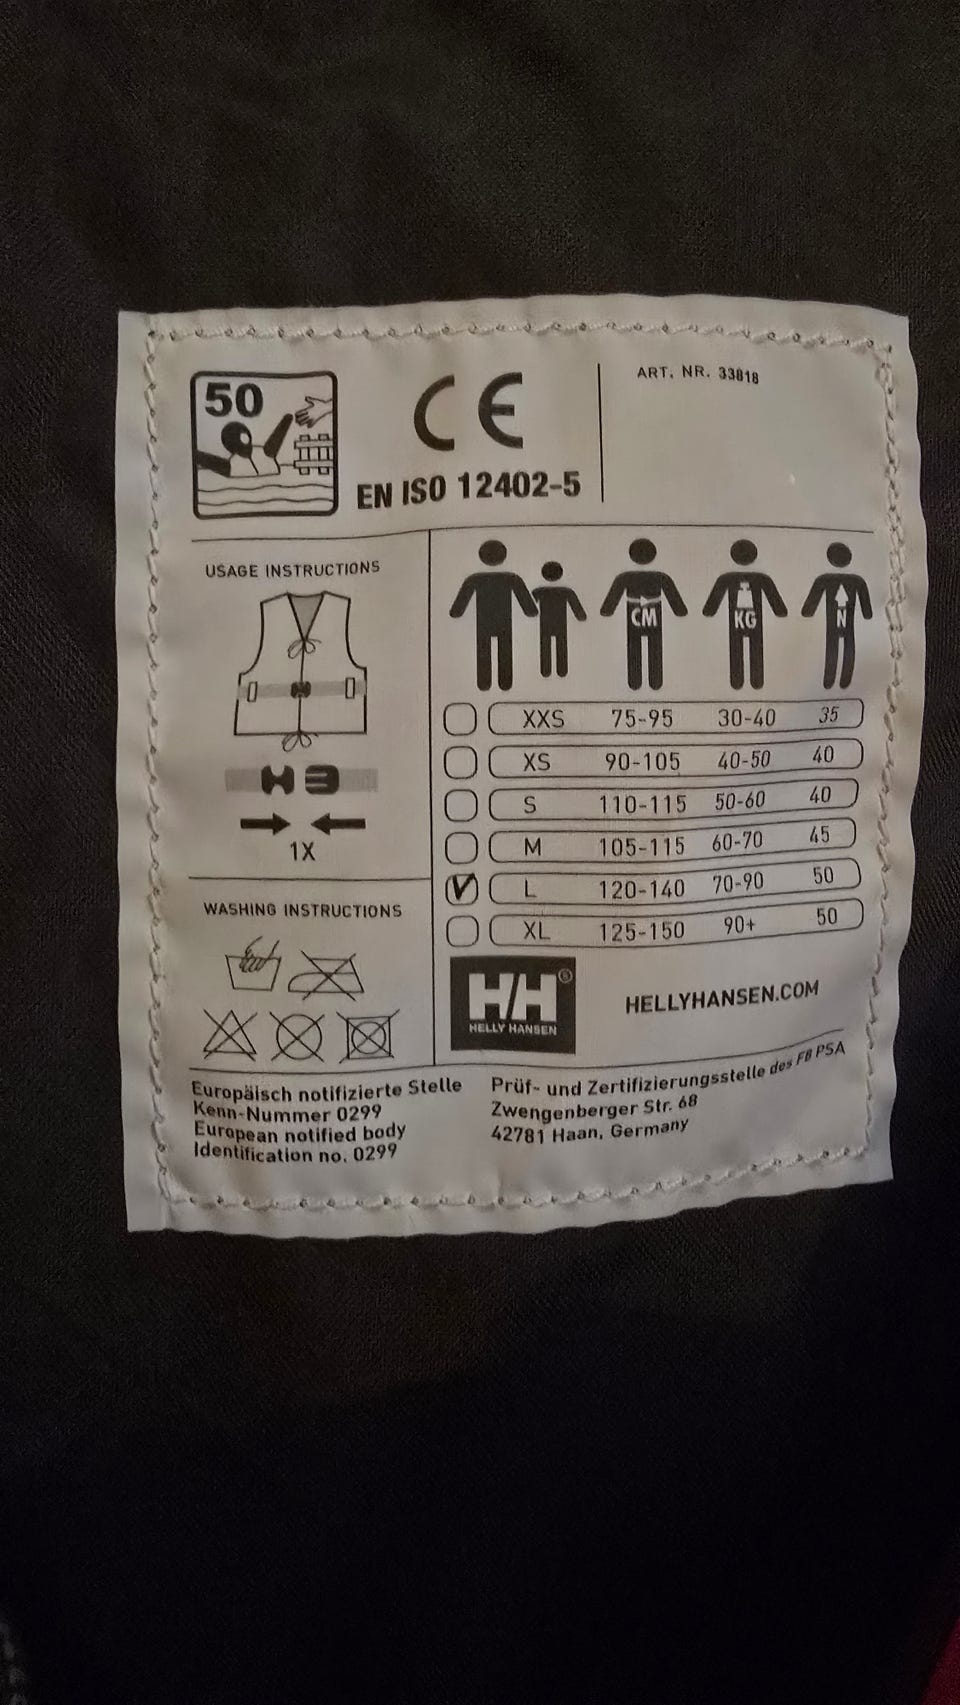 50
CE
EN ISO 12402-5
ART. NR. 33818
USAGE INSTRUCTIONS
1X
WASHING INSTRUCTIONS
CM KG N
XXS 75-95 30-40 35
XS 90-105 40-50 40
S 110-115 50-60 40
M 105-115 60-70 45
L 120-140 70-90 50
XL 125-150 90+ 50
H/H®
HELLY HANSEN
HELLYHANSEN.COM
Europäisch notifizierte Stelle
Kenn-Nummer 0299
European notified body
Identification no. 0299
Prüf- und Zertifizierungsstelle des FB PSA
Zwengenberger Str. 68
42781 Haan, Germany